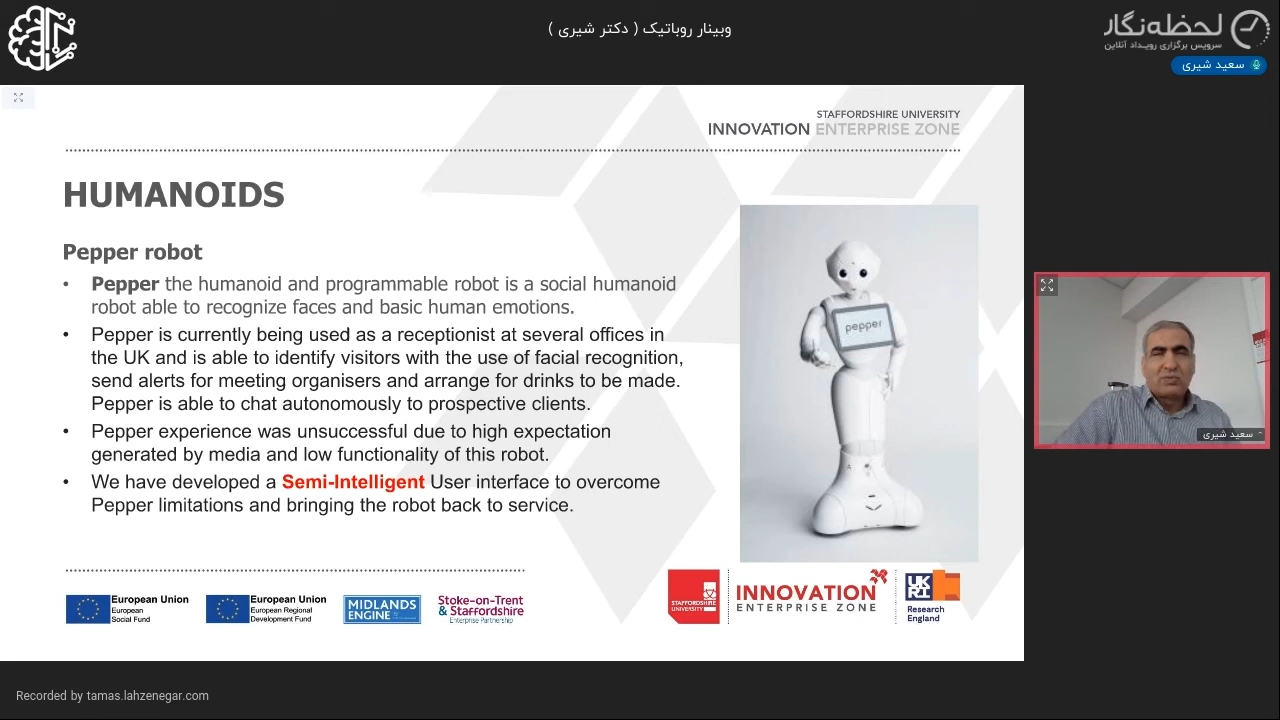 وبینار روباتیک ( دکتر شیری )
لحظه‌نگار
سرویس برگزاری رویداد آنلاین
سعید شیری
STAFFORDSHIRE UNIVERSITY
INNOVATION ENTERPRISE ZONE
HUMANOIDS
Pepper robot
• Pepper the humanoid and programmable robot is a social humanoid
robot able to recognize faces and basic human emotions.
• Pepper is currently being used as a receptionist at several offices in
the UK and is able to identify visitors with the use of facial recognition,
send alerts for meeting organisers and arrange for drinks to be made.
Pepper is able to chat autonomously to prospective clients.
• Pepper experience was unsuccessful due to high expectation
generated by media and low functionality of this robot.
• We have developed a Semi-Intelligent User interface to overcome
Pepper limitations and bringing the robot back to service.
pepper
سعید شیری
European Union
European
Social Fund
European Union
European Regional
Development Fund
MIDLANDS
ENGINE
Stoke-on-Trent
& Staffordshire
Enterprise Partnership
STAFFORDSHIRE
UNIVERSITY
INNOVATION
ENTERPRISE ZONE
UK
RI
Research
England
Recorded by tamas.lahzenegar.com